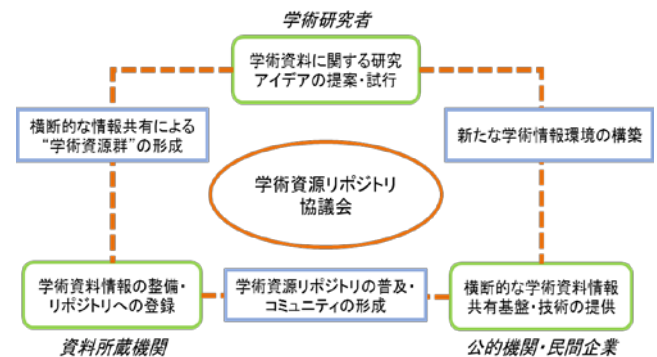 学術研究者
学術資料に関する研究
アイデアの提案・試行
横断的な情報共有による
“学術資源群”の形成
新たな学術情報環境の構築
学術資源リポジトリ
協議会
学術資料情報の整備・
リポジトリへの登録
学術資源リポジトリの普及・
コミュニティの形成
横断的な学術資料情報
共有基盤・技術の提供
資料所蔵機関
公的機関・民間企業